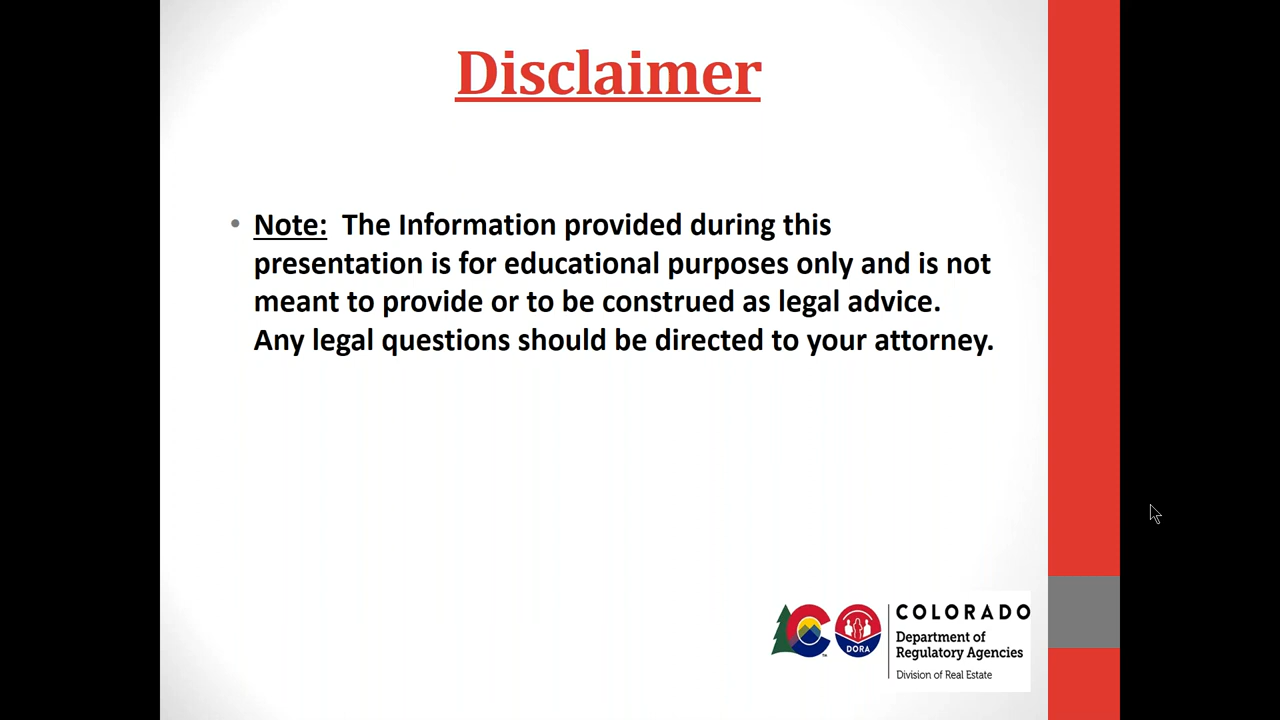 Disclaimer
• Note: The Information provided during this
presentation is for educational purposes only and is not
meant to provide or to be construed as legal advice.
Any legal questions should be directed to your attorney.
C
TM
DORA
COLORADO
Department of
Regulatory Agencies
Division of Real Estate